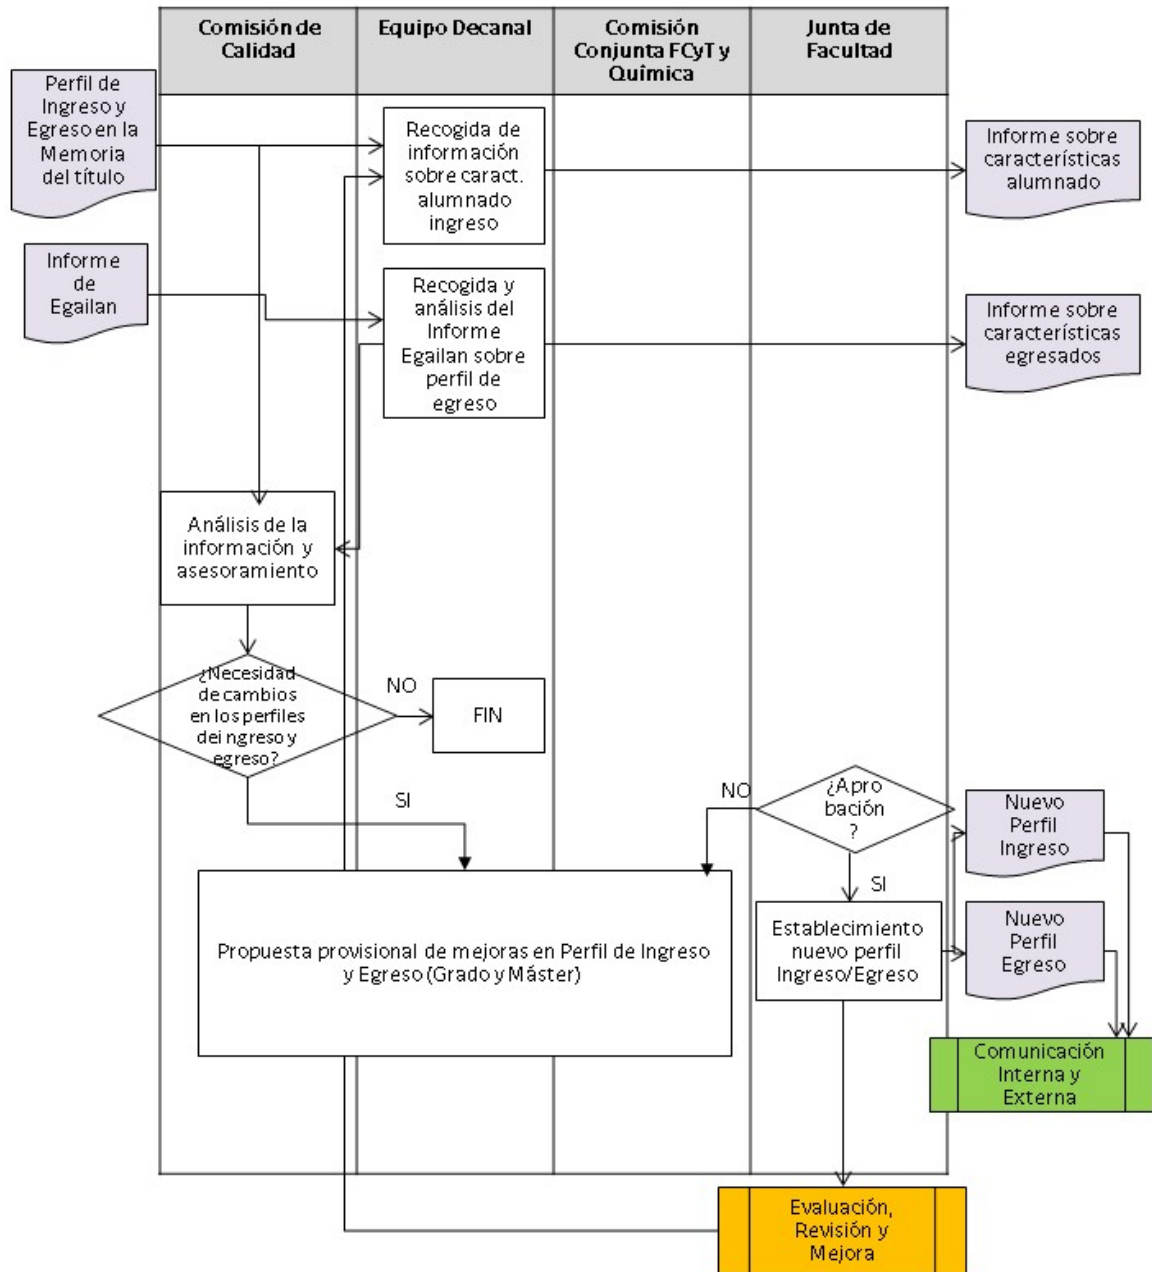 Comisión de
Calidad
Equipo Decanal
Comisión
Conjunta FCyT y
Química
Junta de
Facultad
Perfil de
Ingreso y
Egreso en la
Memoria
del título
Recogida de
información
sobre caract.
alumnado
ingreso
Informe sobre
características
alumnado
Informe
de
Egailan
Recogida y
análisis del
Informe
Egailan sobre
perfil de
egreso
Informe sobre
características
egresados
Análisis de la
información y
asesoramiento
¿Necesidad
de cambios
en los perfiles
dei ngreso y
egreso?
NO
FIN
SI
NO
¿Apro
bación
?
SI
Nuevo
Perfil
Ingreso
Propuesta provisional de mejoras en Perfil de Ingreso
y Egreso (Grado y Máster)
Establecimiento
nuevo perfil
Ingreso/Egreso
Nuevo
Perfil
Egreso
Comunicación
Interna y
Externa
Evaluación,
Revisión y
Mejora